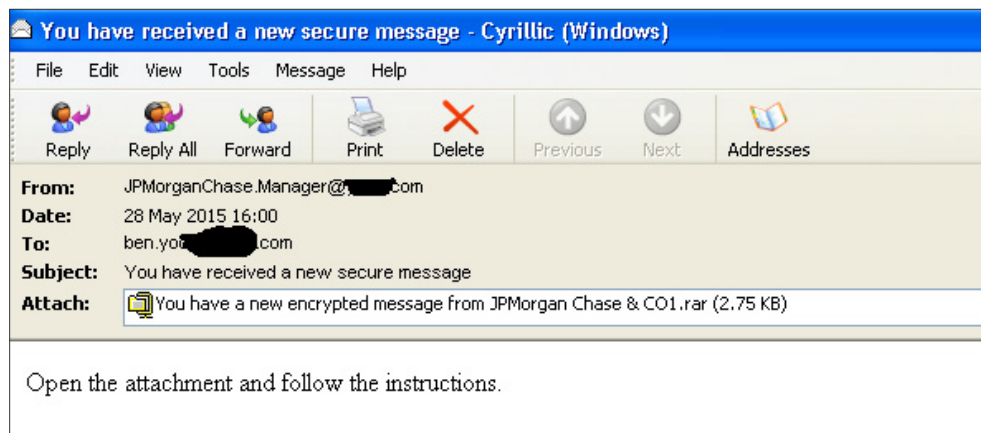 You have received a new secure message - Cyrillic (Windows)
File Edit View Tools Message Help
Reply Reply All Forward Print Delete Previous Next Addresses
From: JPMorganChase.Manager@ com
Date: 28 May 2015 16:00
To: ben.yo .com
Subject: You have received a new secure message
Attach: You have a new encrypted message from JPMorgan Chase & CO1.rar (2.75 KB)
Open the attachment and follow the instructions.